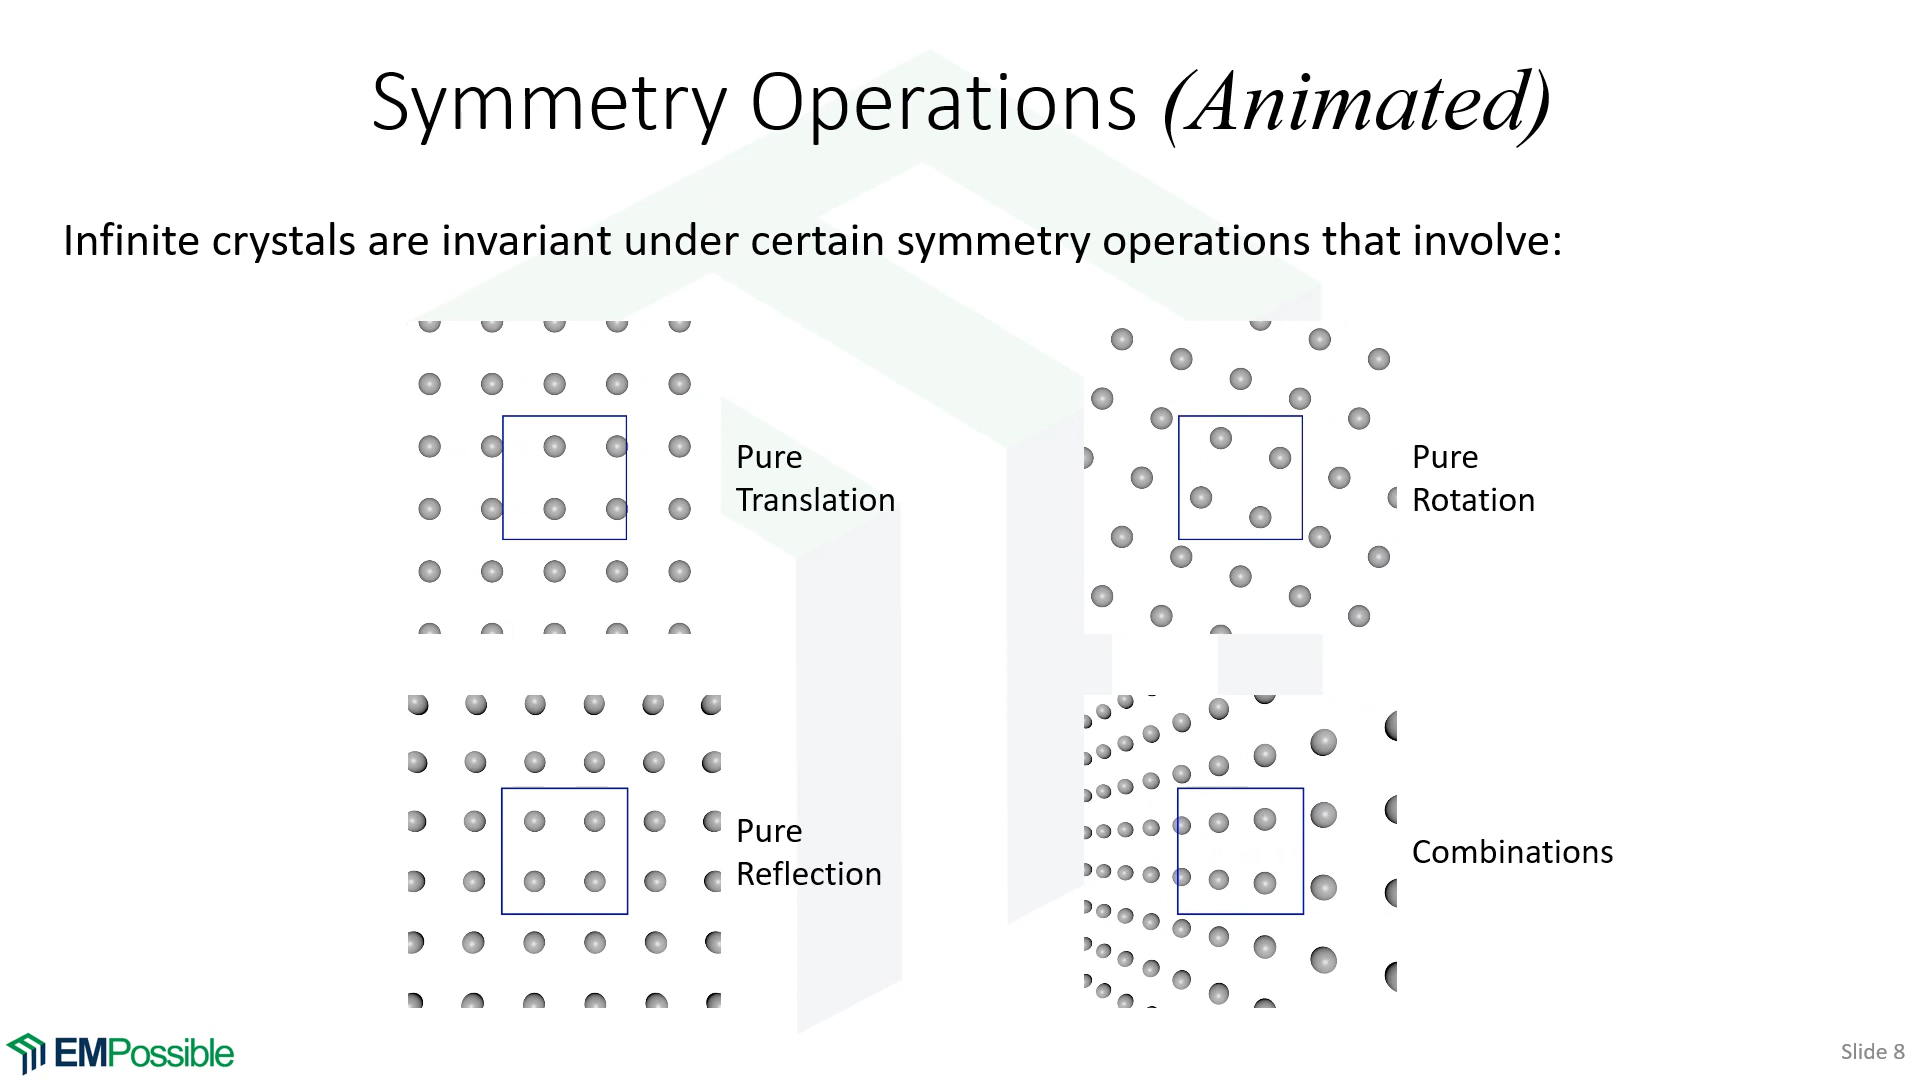 Symmetry Operations (Animated)
Infinite crystals are invariant under certain symmetry operations that involve:
Pure
Translation
Pure
Rotation
Pure
Reflection
Combinations
EMPossible
Slide 8